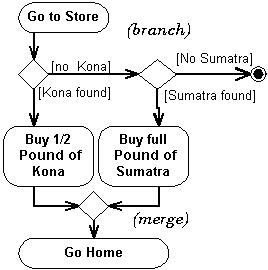 Go to Store
(branch)
[no Kona]
[No Sumatra]
[Kona found]
[Sumatra found]
Buy 1/2
Pound of
Kona
Buy full
Pound of
Sumatra
(merge)
Go Home